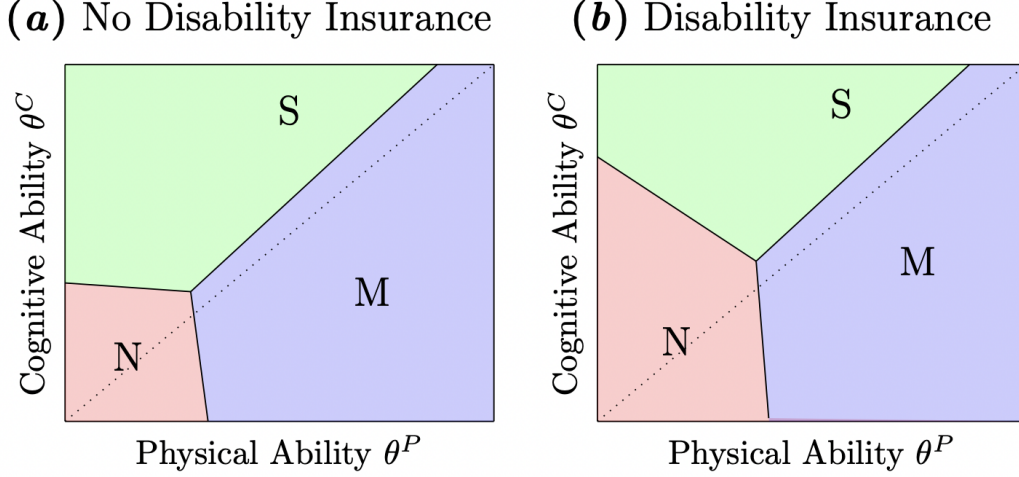 (a) No Disability Insurance
Cognitive Ability θ^C
S
M
N
Physical Ability θ^P
(b) Disability Insurance
Cognitive Ability θ^C
S
M
N
Physical Ability θ^P